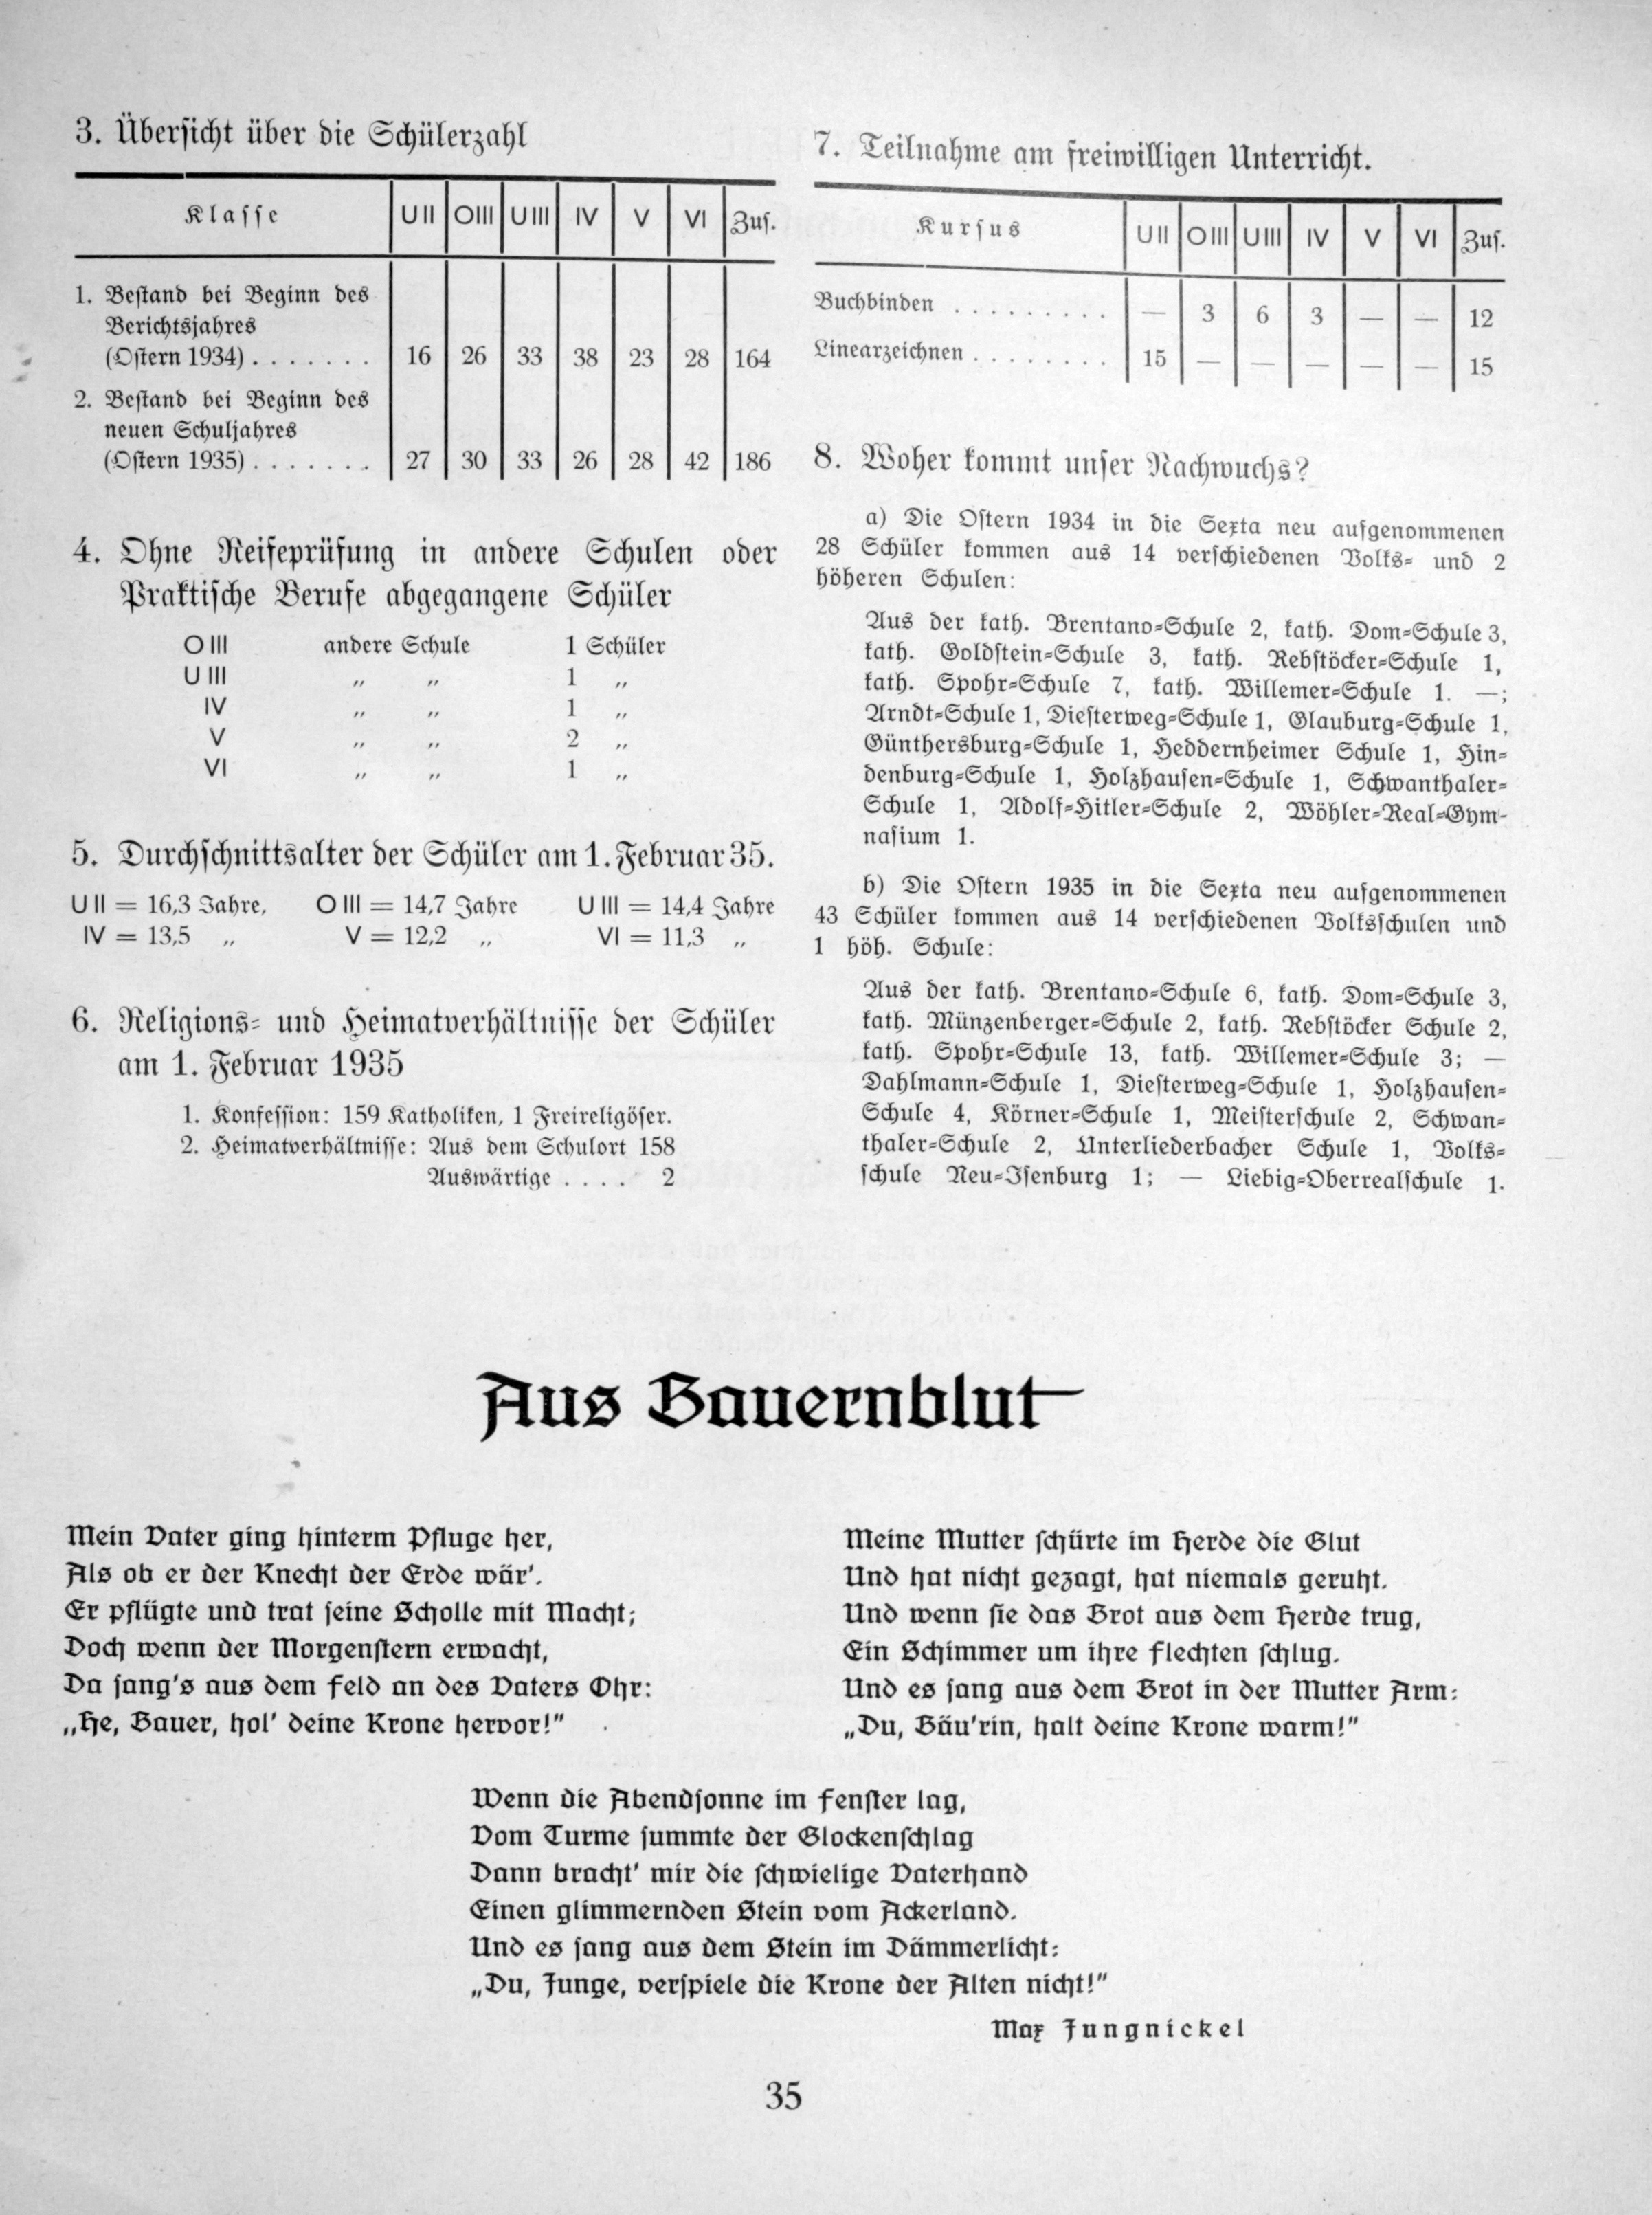 3. Übersicht über die Schülerzahl
Klasse UII OIII UIII IV V VI Zus.
1. Bestand bei Beginn des
Berichtsjahres
(Ostern 1934) . . . . . . . 16 26 33 38 23 28 164
2. Bestand bei Beginn des
neuen Schuljahres
(Ostern 1935) . . . . . . . 27 30 33 26 28 42 186
4. Ohne Reifeprüfung in andere Schulen oder
Praktische Berufe abgegangene Schüler
O III andere Schule 1 Schüler
U III „ „ 1 „
IV „ „ 1 „
V „ „ 2 „
VI „ „ 1 „
5. Durchschnittsalter der Schüler am 1. Februar 35.
U II = 16,3 Jahre, O III = 14,7 Jahre U III = 14,4 Jahre
IV = 13,5 „ V = 12,2 „ VI = 11,3 „
6. Religions- und Heimatverhältnisse der Schüler
am 1. Februar 1935
1. Konfession: 159 Katholiken, 1 Freireligöser.
2. Heimatverhältnisse: Aus dem Schulort 158
Auswärtige . . . . 2
7. Teilnahme am freiwilligen Unterricht.
Kursus UII OIII UIII IV V VI Zus.
Buchbinden . . . . . . . . . — 3 6 3 — — 12
Linearzeichnen . . . . . . . . 15 — — — — — 15
8. Woher kommt unser Nachwuchs?
a) Die Ostern 1934 in die Sexta neu aufgenommenen
28 Schüler kommen aus 14 verschiedenen Volks- und 2
höheren Schulen:
Aus der kath. Brentano-Schule 2, kath. Dom-Schule 3,
kath. Goldstein-Schule 3, kath. Rebstöcker-Schule 1,
kath. Spohr-Schule 7, kath. Willemer-Schule 1. —;
Arndt-Schule 1, Diesterweg-Schule 1, Glauburg-Schule 1,
Günthersburg-Schule 1, Heddernheimer Schule 1, Hin-
denburg-Schule 1, Holzhausen-Schule 1, Schwanthaler-
Schule 1, Adolf-Hitler-Schule 2, Wöhler-Real-Gym-
nasium 1.
b) Die Ostern 1935 in die Sexta neu aufgenommenen
43 Schüler kommen aus 14 verschiedenen Volksschulen und
1 höh. Schule:
Aus der kath. Brentano-Schule 6, kath. Dom-Schule 3,
kath. Münzenberger-Schule 2, kath. Rebstöcker Schule 2,
kath. Spohr-Schule 13, kath. Willemer-Schule 3; —
Dahlmann-Schule 1, Diesterweg-Schule 1, Holzhausen-
Schule 4, Körner-Schule 1, Meisterschule 2, Schwan-
thaler-Schule 2, Unterliederbacher Schule 1, Volks-
schule Neu-Isenburg 1; — Liebig-Oberrealschule 1.
Aus Bauernblut
Mein Vater ging hinterm Pfluge her,
Als ob er der Knecht der Erde wär'.
Er pflügte und trat seine Scholle mit Macht;
Doch wenn der Morgenstern erwacht,
Da sang's aus dem Feld an des Vaters Ohr:
„He, Bauer, hol' deine Krone hervor!"
Meine Mutter schürte im Herde die Glut
Und hat nicht gezagt, hat niemals geruht.
Und wenn sie das Brot aus dem Herde trug,
Ein Schimmer um ihre Flechten schlug.
Und es sang aus dem Brot in der Mutter Arm:
„Du, Bäu'rin, halt deine Krone warm!"
Wenn die Abendsonne im Fenster lag,
Vom Turme summte der Glockenschlag
Dann bracht' mir die schwielige Vaterhand
Einen glimmernden Stein vom Ackerland.
Und es sang aus dem Stein im Dämmerlicht:
„Du, Junge, verspiele die Krone der Alten nicht!"
Max Jungnickel
35